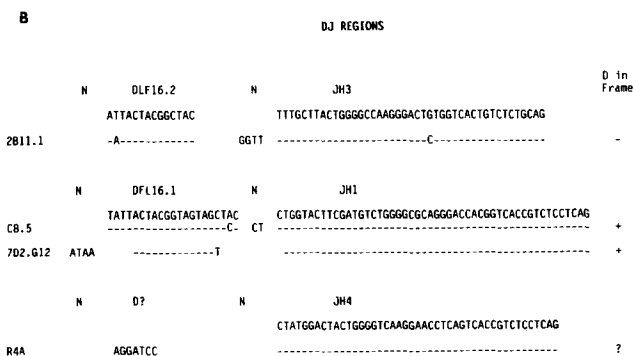 B
DJ REGIONS
D in
Frame
N DLF16.2 N JH3
ATTACTACGGCTAC TTTGCTTACTGGGGCCAAGGGACTGTGGTCACTGTCTCTGCAG
2B11.1 -A------------ GGTT ------------------------C----------------- -
N DFL16.1 N JH1
TATTACTACGGTAGTAGCTAC CTGGTACTTCGATGTCTGGGGCGCAGGGACCACGGTCACCGTCTCCTCAG
C8.5 -------------------C- CT -------------------------------------------------- +
7D2.G12 ATAA -------------T ------------------------------------------------- +
N D? N JH4
CTATGGACTACTGGGGTCAAGGAACCTCAGTCACCGTCTCCTCAG
R4A AGGATCC --------------------------------------------- ?